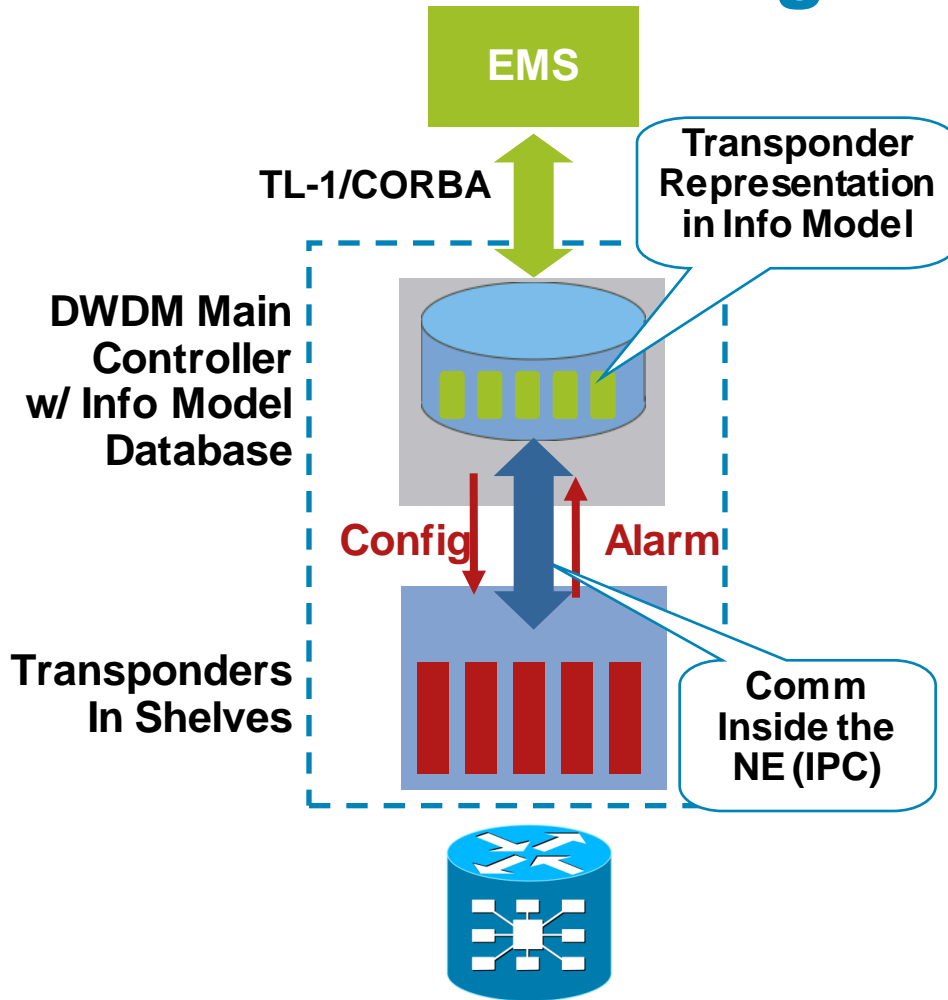 EMS
TL-1/CORBA
Transponder
Representation
in Info Model
DWDM Main
Controller
w/ Info Model
Database
Config
Alarm
Transponders
In Shelves
Comm
Inside the
NE (IPC)